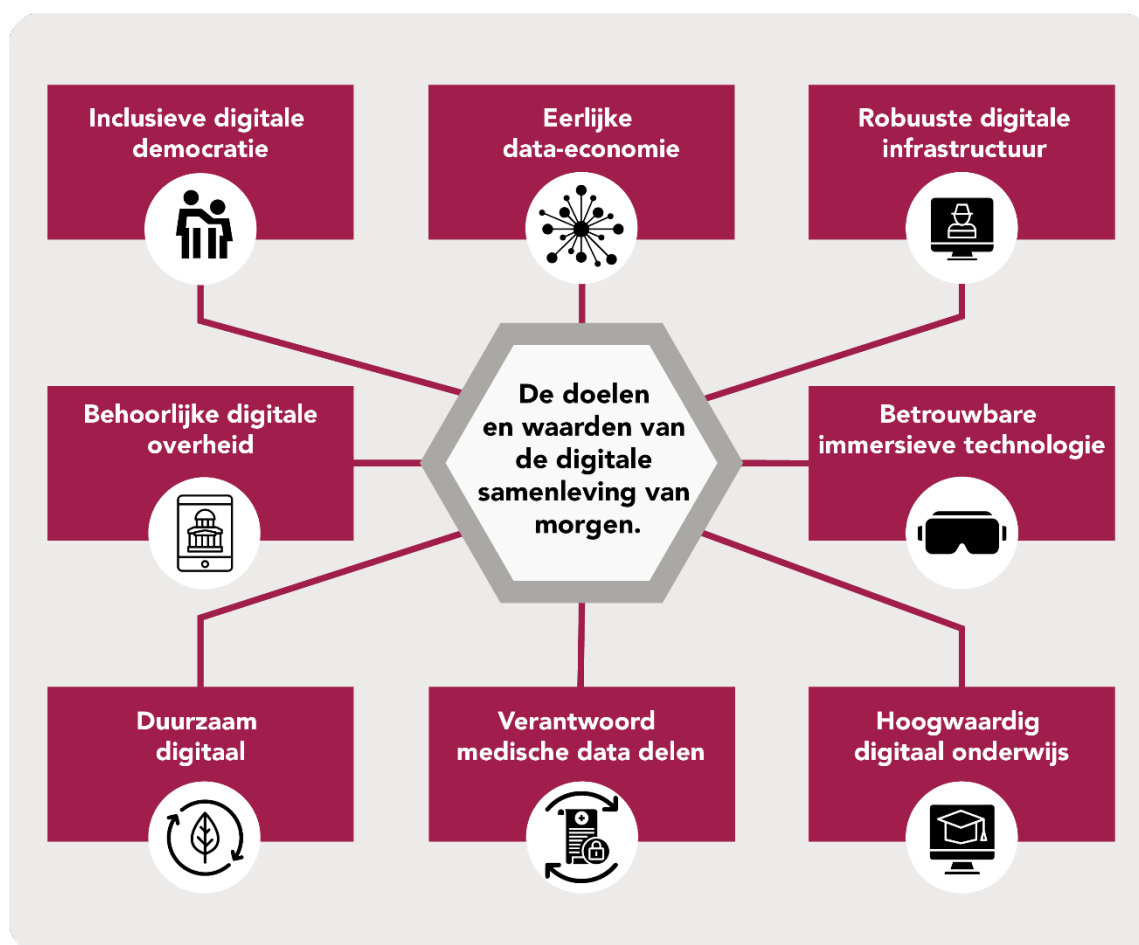 Inclusieve digitale
democratie
Eerlijke
data-economie
Robuuste digitale
infrastructuur
Behoorlijke digitale
overheid
De doelen
en waarden van
de digitale
samenleving van
morgen.
Betrouwbare
immersieve technologie
Duurzaam
digitaal
Verantwoord
medische data delen
Hoogwaardig
digitaal onderwijs